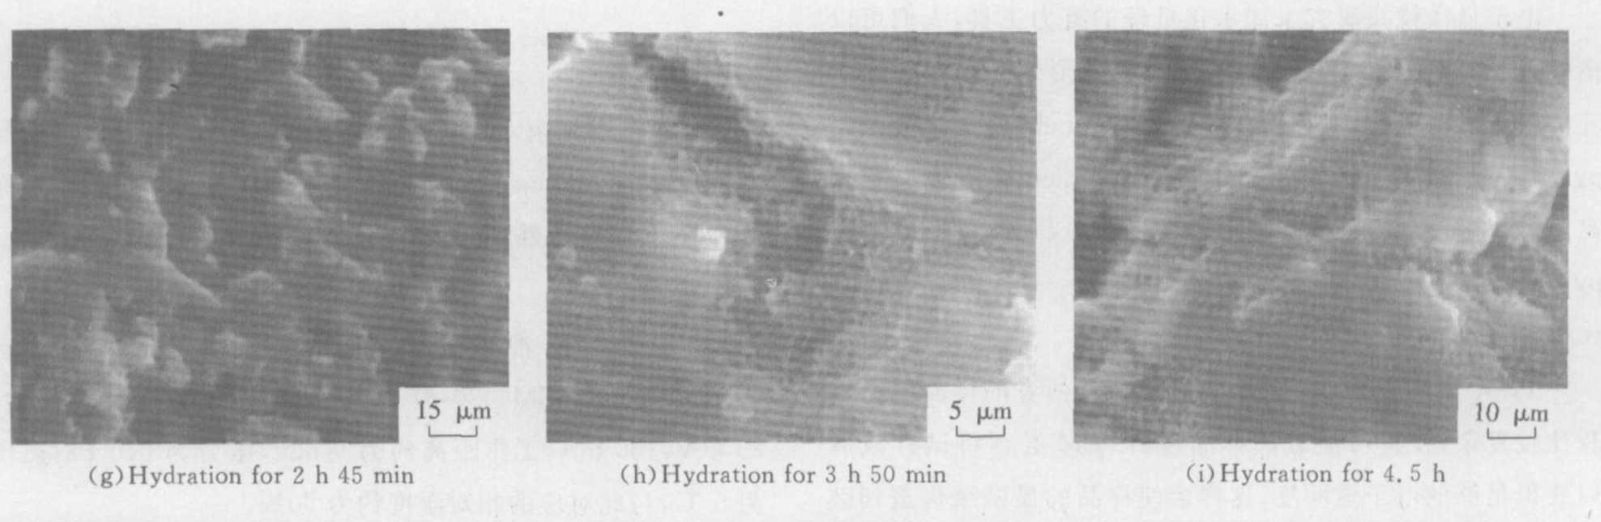 15 μm
5 μm
10 μm
(g)Hydration for 2 h 45 min
(h)Hydration for 3 h 50 min
(i)Hydration for 4.5 h